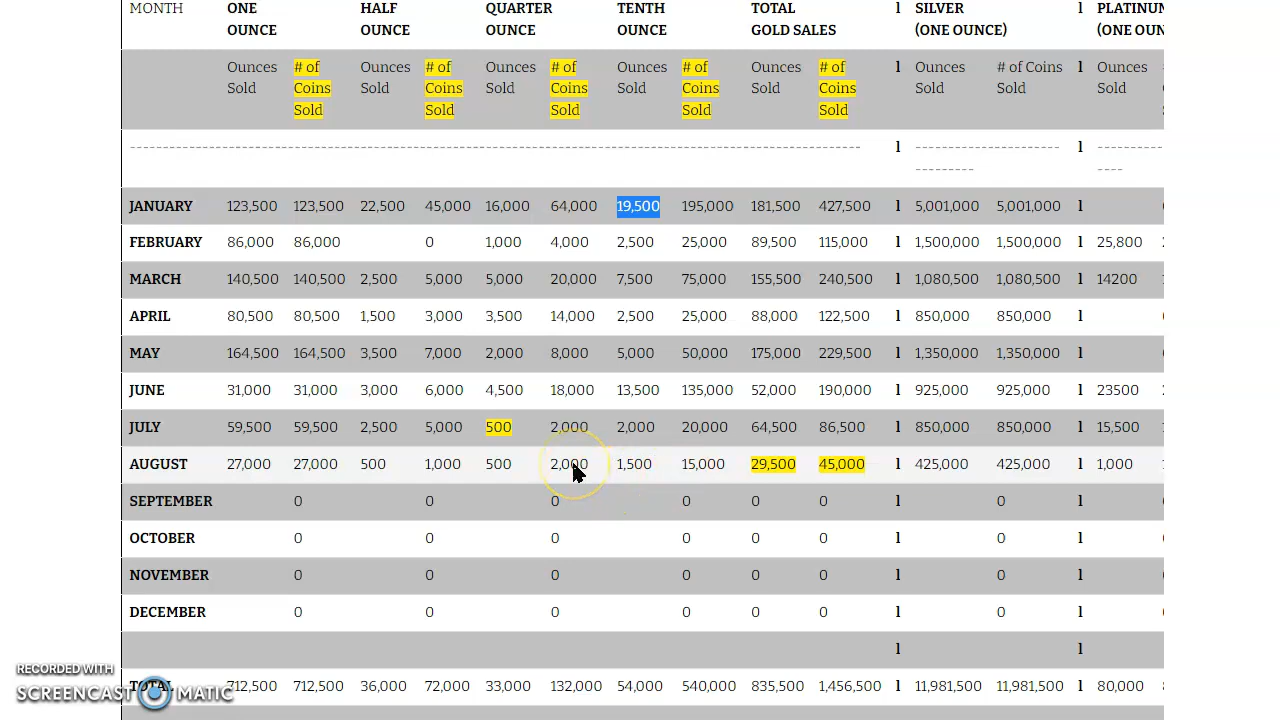 MONTH ONE HALF QUARTER TENTH TOTAL l SILVER l PLATINUM
OUNCE OUNCE OUNCE OUNCE GOLD SALES (ONE OUNCE) (ONE OUN
Ounces # of Ounces # of Ounces # of Ounces # of Ounces # of l Ounces # of Coins l Ounces
Sold Coins Sold Coins Sold Coins Sold Coins Sold Coins Sold Sold Sold
Sold Sold Sold Sold Sold
-------------------------------------------------------------------------------------------- l ---------------------- l ----------
--------- ----
JANUARY 123,500 123,500 22,500 45,000 16,000 64,000 19,500 195,000 181,500 427,500 l 5,001,000 5,001,000 l
FEBRUARY 86,000 86,000 0 1,000 4,000 2,500 25,000 89,500 115,000 l 1,500,000 1,500,000 l 25,800
MARCH 140,500 140,500 2,500 5,000 5,000 20,000 7,500 75,000 155,500 240,500 l 1,080,500 1,080,500 l 14200
APRIL 80,500 80,500 1,500 3,000 3,500 14,000 2,500 25,000 88,000 122,500 l 850,000 850,000 l
MAY 164,500 164,500 3,500 7,000 2,000 8,000 5,000 50,000 175,000 229,500 l 1,350,000 1,350,000 l
JUNE 31,000 31,000 3,000 6,000 4,500 18,000 13,500 135,000 52,000 190,000 l 925,000 925,000 l 23500
JULY 59,500 59,500 2,500 5,000 500 2,000 2,000 20,000 64,500 86,500 l 850,000 850,000 l 15,500
AUGUST 27,000 27,000 500 1,000 500 2,000 1,500 15,000 29,500 45,000 l 425,000 425,000 l 1,000
SEPTEMBER 0 0 0 0 0 0 l 0 l
OCTOBER 0 0 0 0 0 0 l 0 l
NOVEMBER 0 0 0 0 0 0 l 0 l
DECEMBER 0 0 0 0 0 0 l 0 l
l l
TOTAL 712,500 712,500 36,000 72,000 33,000 132,000 54,000 540,000 835,500 1,456,500 l 11,981,500 11,981,500 l 80,000
RECORDED WITH
SCREENCAST MATIC